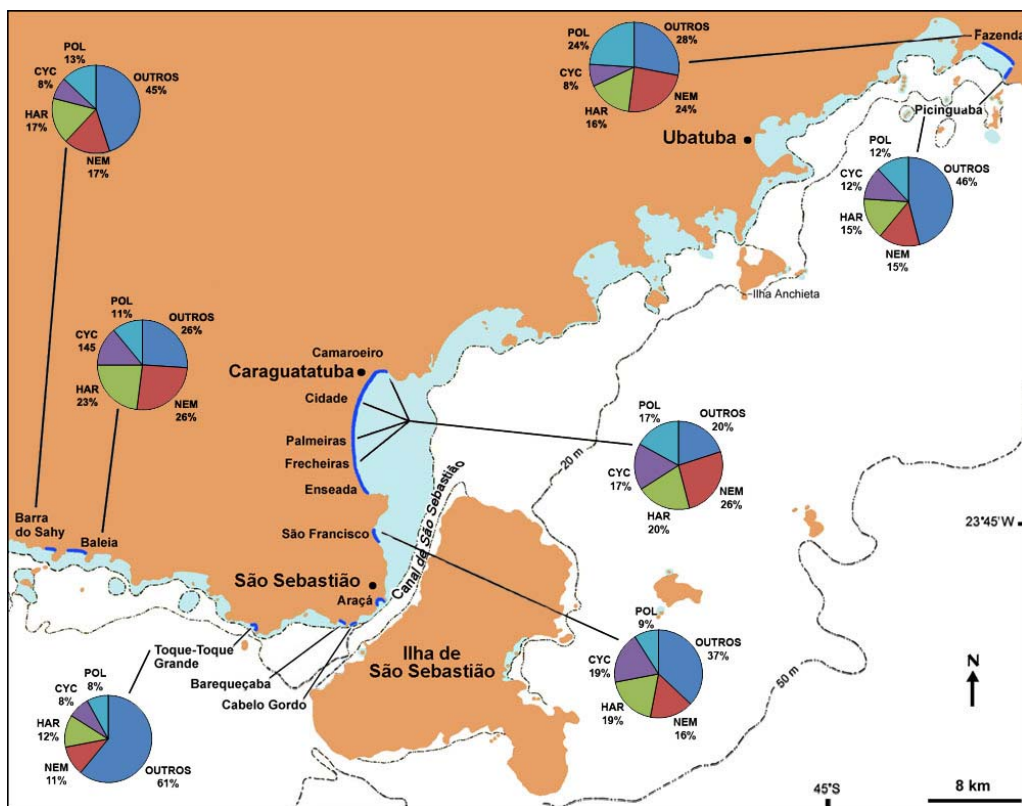 POL
13%
OUTROS
45%
CYC
8%
HAR
17%
NEM
17%
POL
24%
OUTROS
28%
CYC
8%
HAR
16%
NEM
24%
Fazenda
Picinguaba
Ubatuba
POL
12%
OUTROS
46%
CYC
12%
HAR
15%
NEM
15%
Ilha Anchieta
POL
11%
OUTROS
26%
CYC
145
HAR
23%
NEM
26%
Camaroeiro
Caraguatatuba
Cidade
Palmeiras
Frecheiras
Enseada
São Francisco
São Sebastião
Araçá
Canal de São Sebastião
20 m
POL
17%
OUTROS
20%
CYC
17%
HAR
20%
NEM
26%
23°45'W
Barra
do Sahy
Baleia
Toque-Toque
Grande
Barequeçaba
Cabelo Gordo
Ilha de
São Sebastião
POL
9%
OUTROS
37%
CYC
19%
HAR
19%
NEM
16%
50 m
N
POL
8%
CYC
8%
HAR
12%
NEM
11%
OUTROS
61%
45°S
8 km